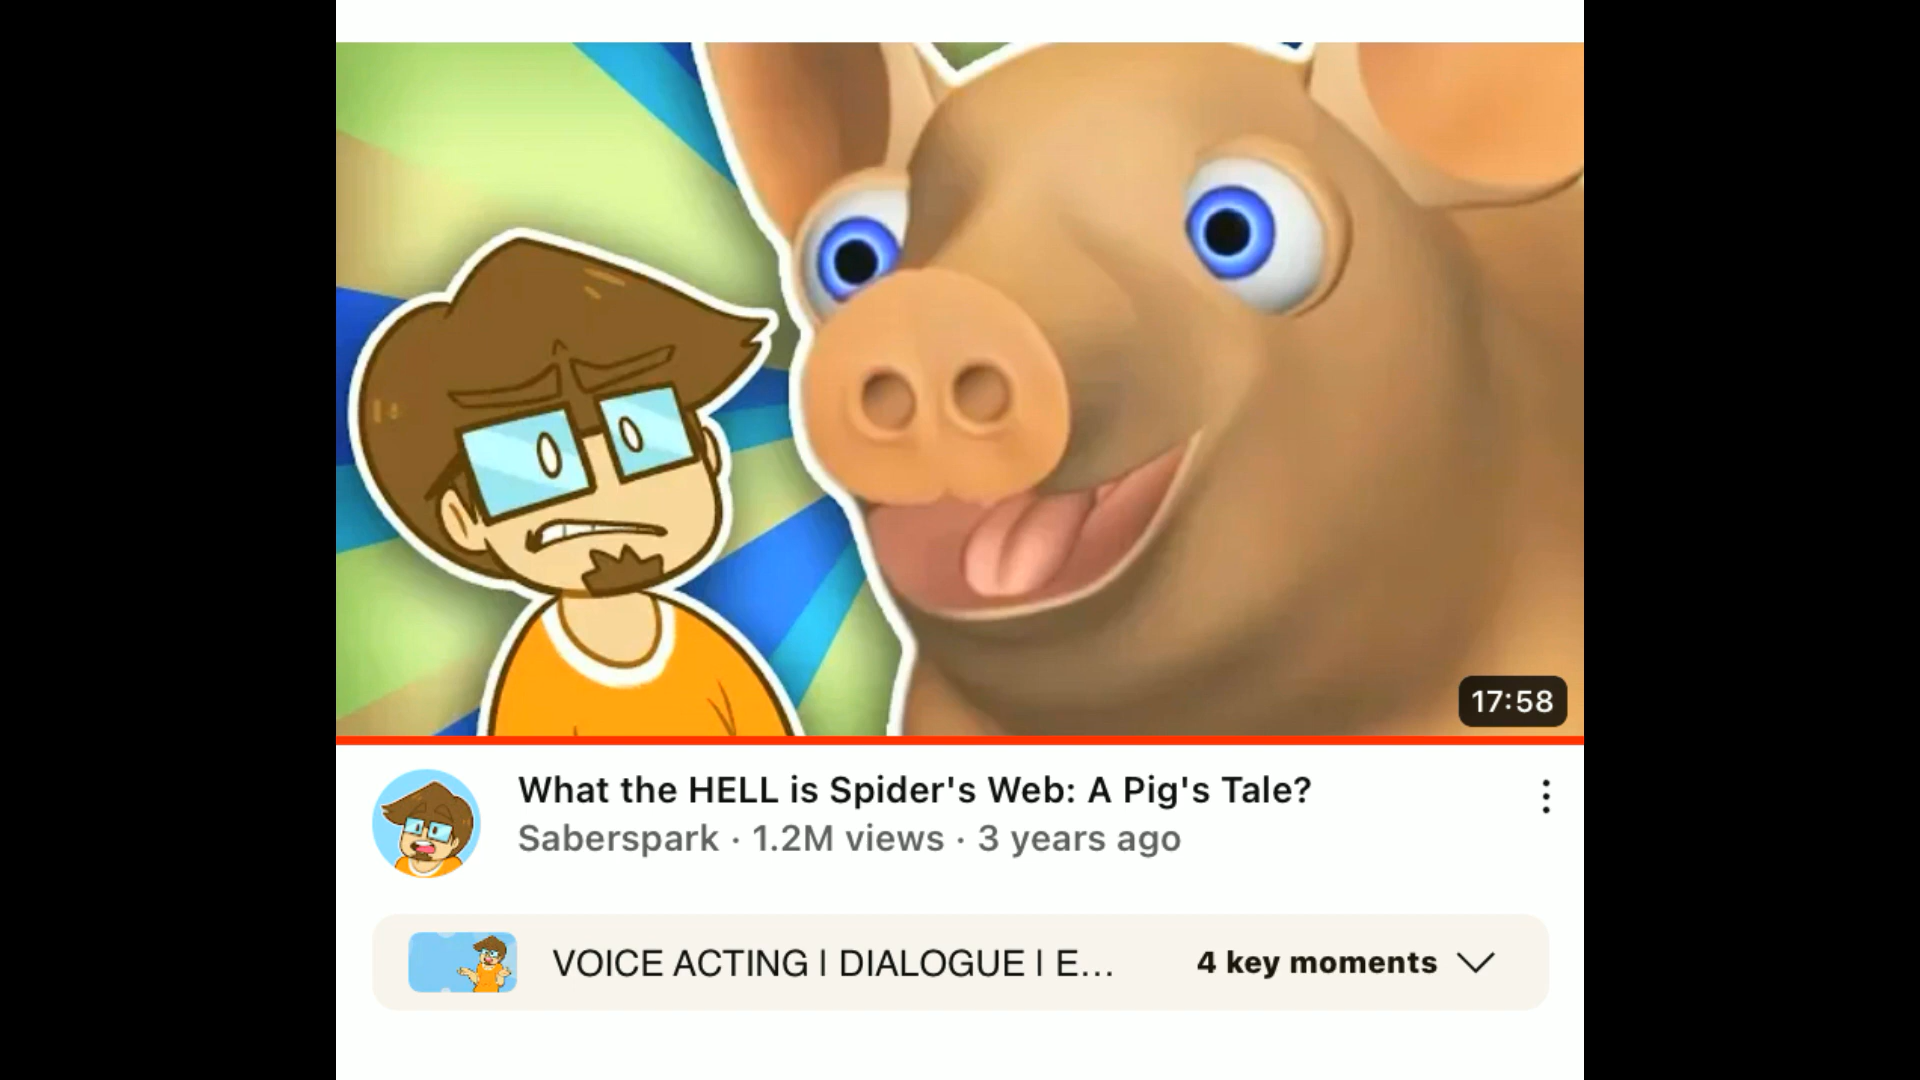 17:58
What the HELL is Spider's Web: A Pig's Tale?
Saberspark · 1.2M views · 3 years ago
VOICE ACTING | DIALOGUE | E... 4 key moments